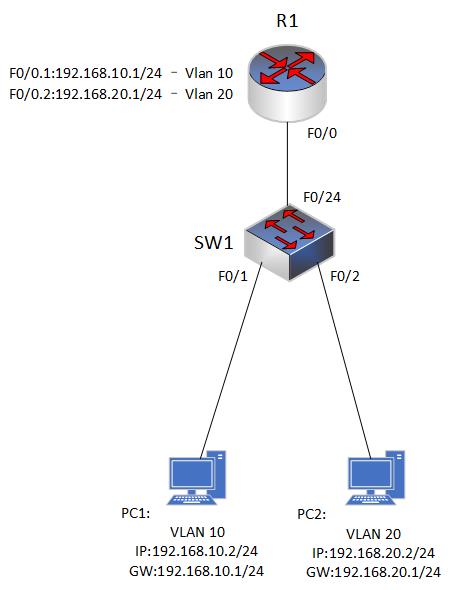 R1
F0/0.1:192.168.10.1/24 - Vlan 10
F0/0.2:192.168.20.1/24 - Vlan 20
F0/0
F0/24
SW1
F0/1
F0/2
PC1:
PC2:
VLAN 10
IP:192.168.10.2/24
GW:192.168.10.1/24
VLAN 20
IP:192.168.20.2/24
GW:192.168.20.1/24